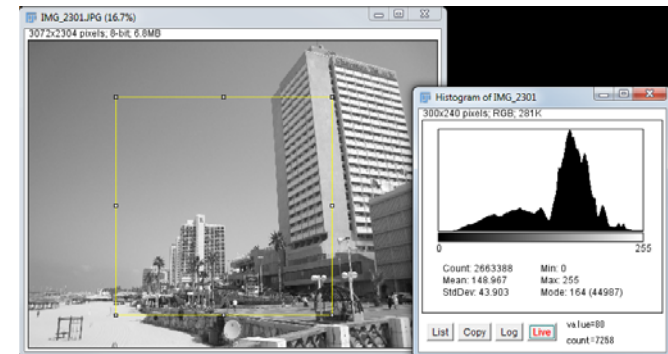 IMG_2301.JPG (16.7%)
3072x2304 pixels; 8-bit; 6.8MB
Histogram of IMG_2301
300x240 pixels; RGB; 281K
0 255
Count: 2663388 Min: 0
Mean: 148.967 Max: 255
StdDev: 43.903 Mode: 164 (44987)
List Copy Log Live value=80
count=7258